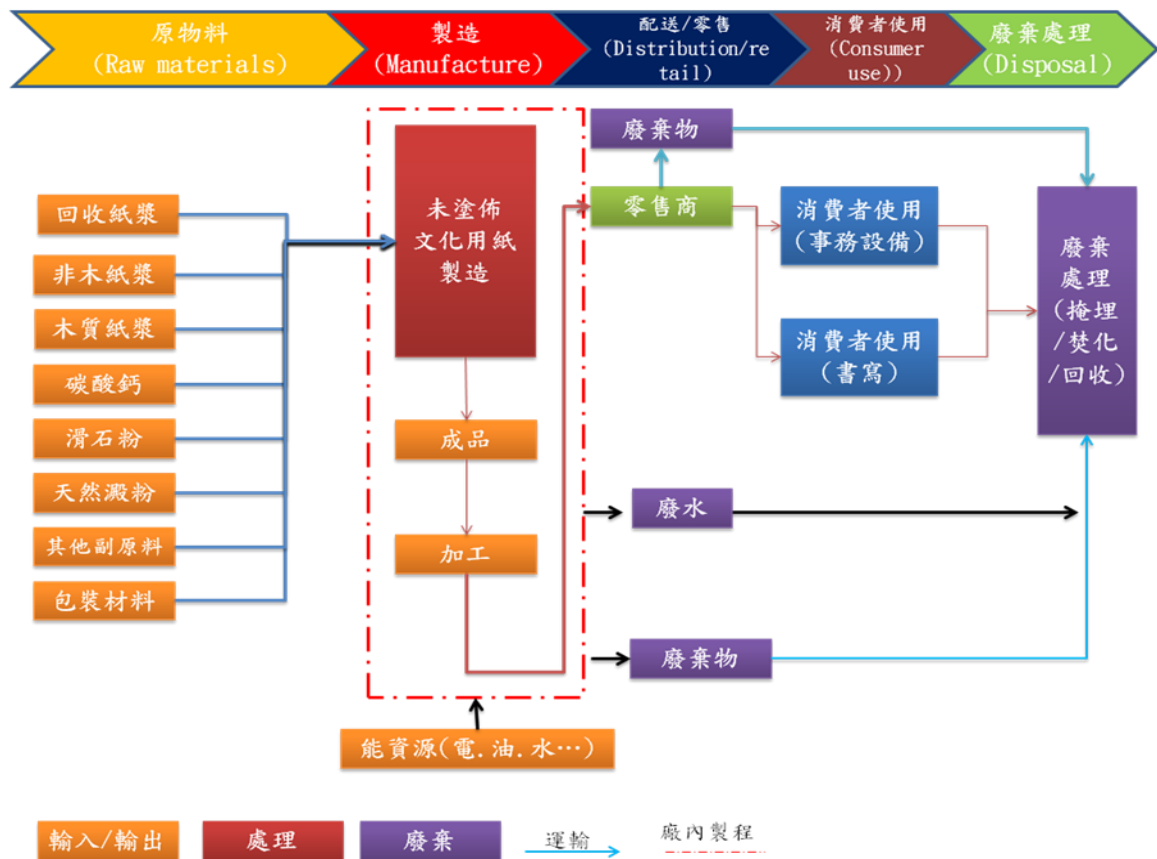 原物料
(Raw materials)
製造
(Manufacture)
配送/零售
(Distribution/re
tail)
消費者使用
(Consumer
use))
廢棄處理
(Disposal)
廢棄物
回收紙漿
非木紙漿
木質紙漿
碳酸鈣
滑石粉
天然澱粉
其他副原料
包裝材料
未塗佈
文化用紙
製造
成品
加工
零售商
消費者使用
(事務設備)
消費者使用
(書寫)
廢棄
處理
(掩埋
/焚化
/回收)
廢水
廢棄物
能資源(電.油.水…)
輸入/輸出
處理
廢棄
運輸
廠內製程